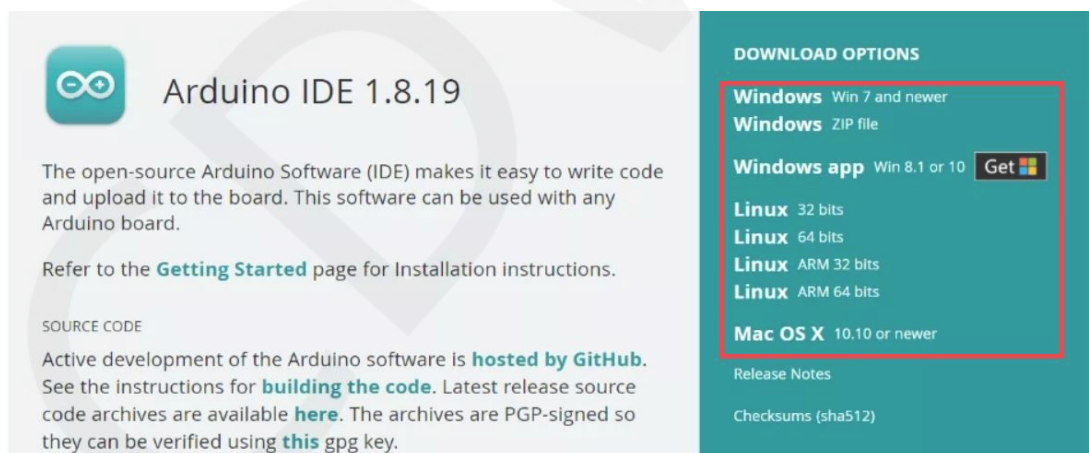 Arduino IDE 1.8.19
The open-source Arduino Software (IDE) makes it easy to write code
and upload it to the board. This software can be used with any
Arduino board.
Refer to the Getting Started page for Installation instructions.
SOURCE CODE
Active development of the Arduino software is hosted by GitHub.
See the instructions for building the code. Latest release source
code archives are available here. The archives are PGP-signed so
they can be verified using this gpg key.
DOWNLOAD OPTIONS
Windows Win 7 and newer
Windows ZIP file
Windows app Win 8.1 or 10 Get
Linux 32 bits
Linux 64 bits
Linux ARM 32 bits
Linux ARM 64 bits
Mac OS X 10.10 or newer
Release Notes
Checksums (sha512)